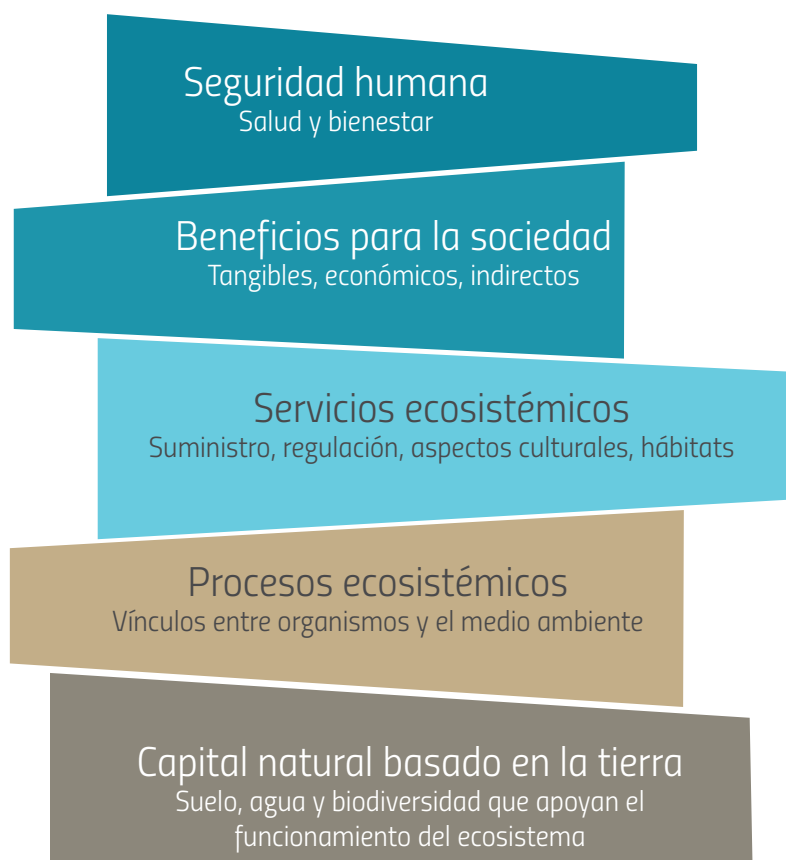 Seguridad humana
Salud y bienestar
Beneficios para la sociedad
Tangibles, económicos, indirectos
Servicios ecosistémicos
Suministro, regulación, aspectos culturales, hábitats
Procesos ecosistémicos
Vínculos entre organismos y el medio ambiente
Capital natural basado en la tierra
Suelo, agua y biodiversidad que apoyan el
funcionamiento del ecosistema